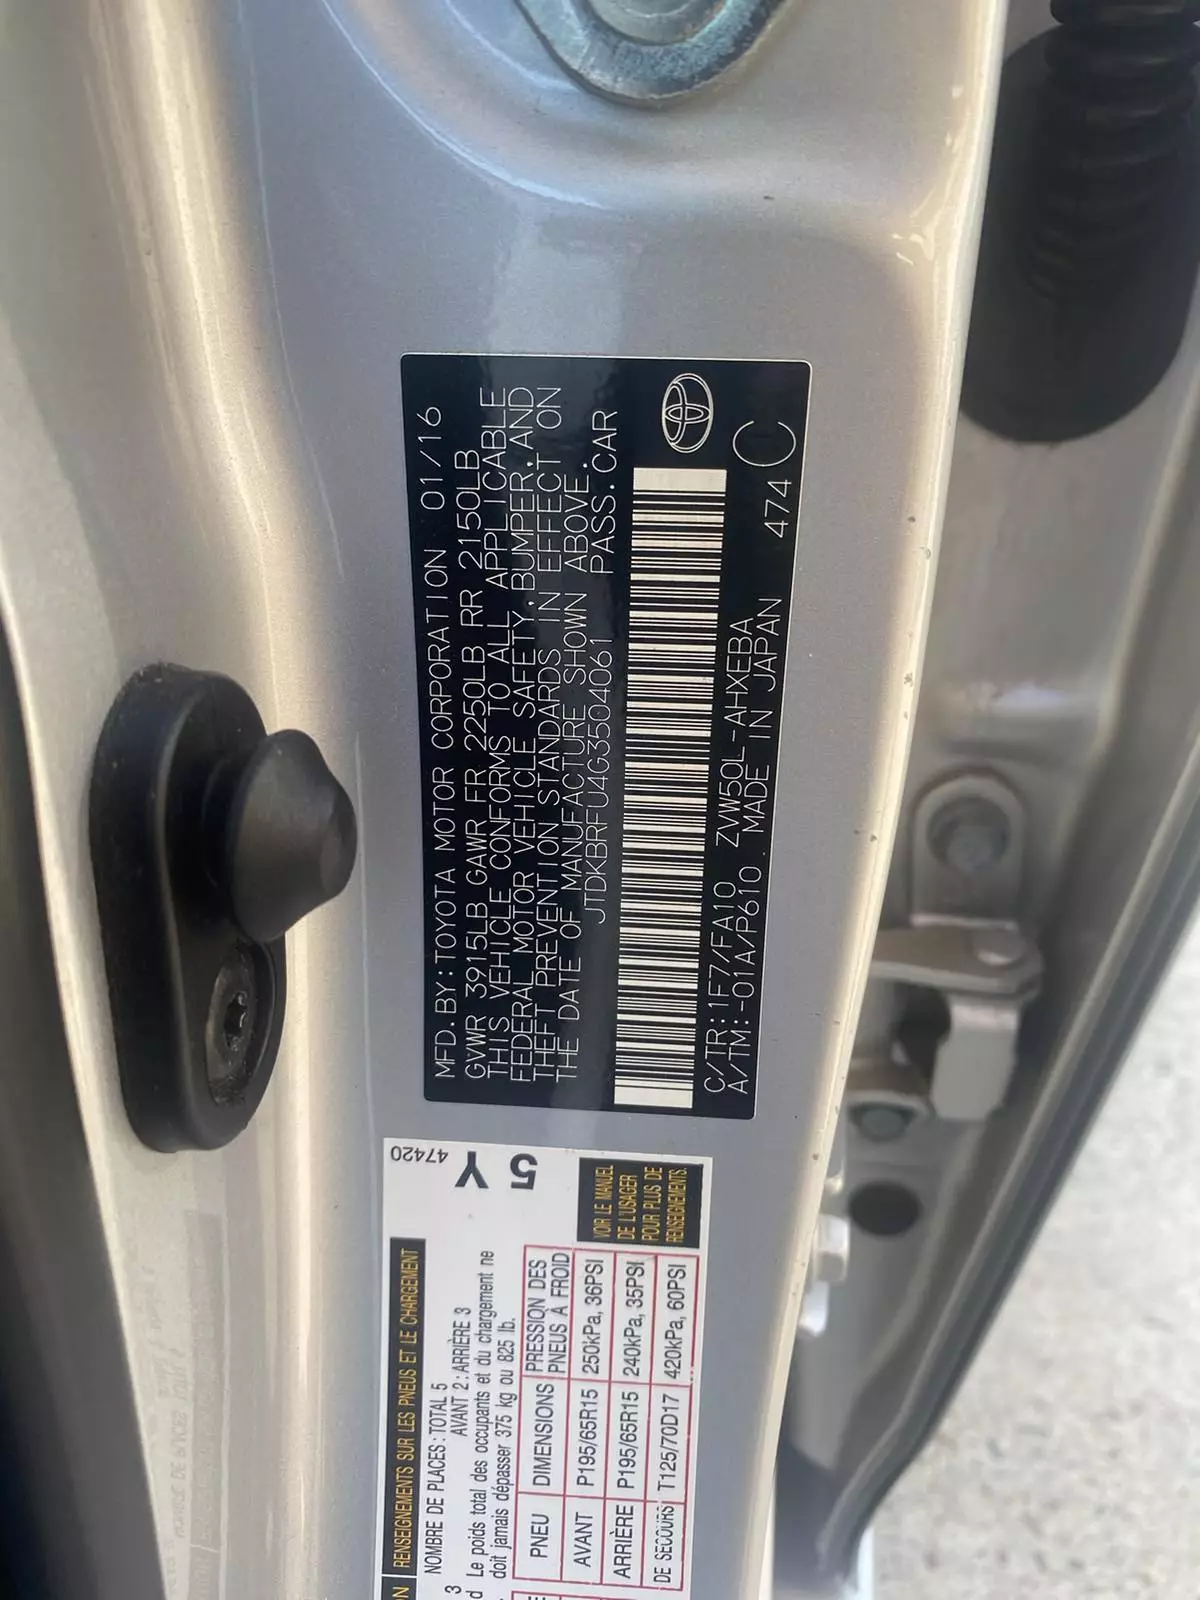 MFD.BY:TOYOTA MOTOR CORPORATION 01/16
GVWR 3915LB GAWR FR 2250LB RR 2150LB
THIS VEHICLE CONFORMS TO ALL APPLICABLE
FEDERAL MOTOR VEHICLE SAFETY,BUMPER,AND
THEFT PREVENTION STANDARDS IN EFFECT ON
THE DATE OF MANUFACTURE SHOWN ABOVE.
JTDKBRFU4G3504061 PASS.CAR
C/TR:1F7/FA10 ZVW50L-AHXEBA
A/TM:-01A/P610 MADE IN JAPAN 474 C
47420
5 Y
RENSEIGNEMENTS SUR LES PNEUS ET LE CHARGEMENT
NOMBRE DE PLACES : TOTAL 5
AVANT 2 : ARRIÈRE 3
Le poids total des occupants et du chargement ne
doit jamais dépasser 375 kg ou 825 lb.
PNEU DIMENSIONS PRESSION DES PNEUS À FROID
AVANT P195/65R15 250kPa, 36PSI
ARRIÈRE P195/65R15 240kPa, 35PSI
DE SECOURS T125/70D17 420kPa, 60PSI
VOIR LE MANUEL
DE L'USAGER
POUR PLUS DE
RENSEIGNEMENTS.